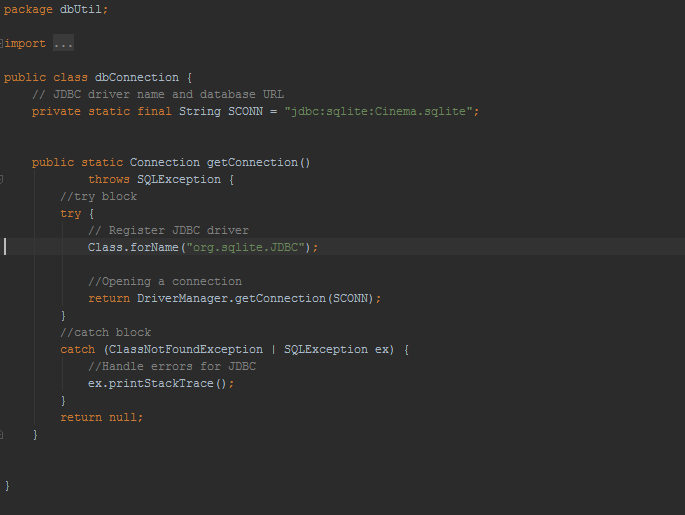 package dbUtil;
import ...
public class dbConnection {
// JDBC driver name and database URL
private static final String SCONN = "jdbc:sqlite:Cinema.sqlite";
public static Connection getConnection()
throws SQLException {
//try block
try {
// Register JDBC driver
Class.forName("org.sqlite.JDBC");
//Opening a connection
return DriverManager.getConnection(SCONN);
}
//catch block
catch (ClassNotFoundException | SQLException ex) {
//Handle errors for JDBC
ex.printStackTrace();
}
return null;
}
}